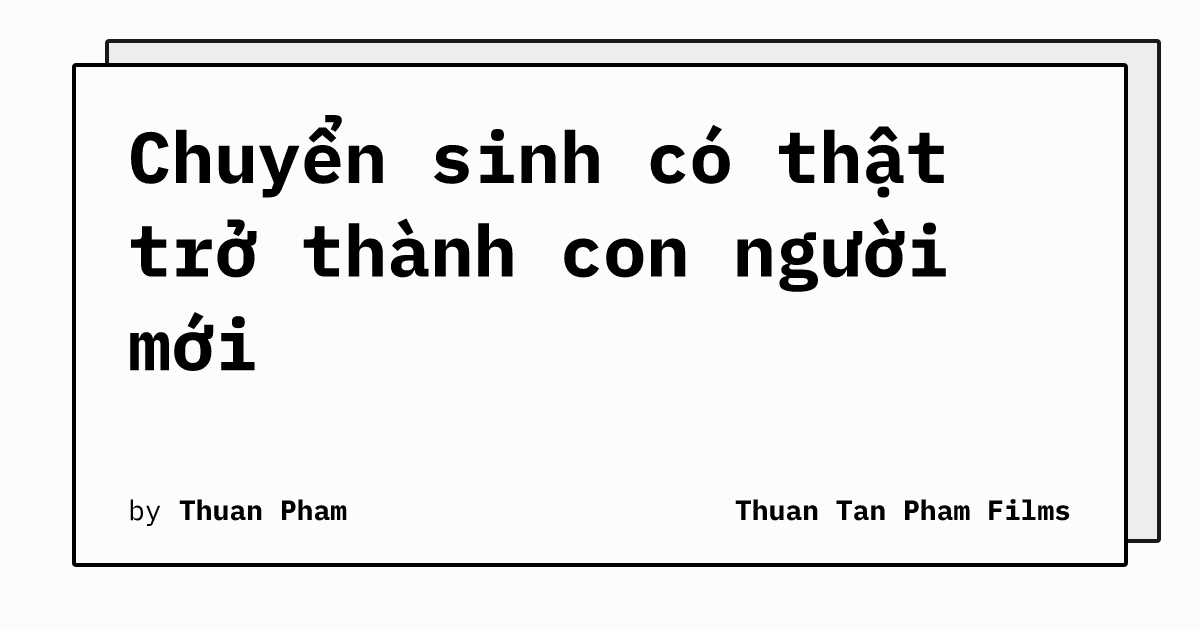 Chuyển sinh có thật
trở thành con người
mới
by Thuan Pham
Thuan Tan Pham Films